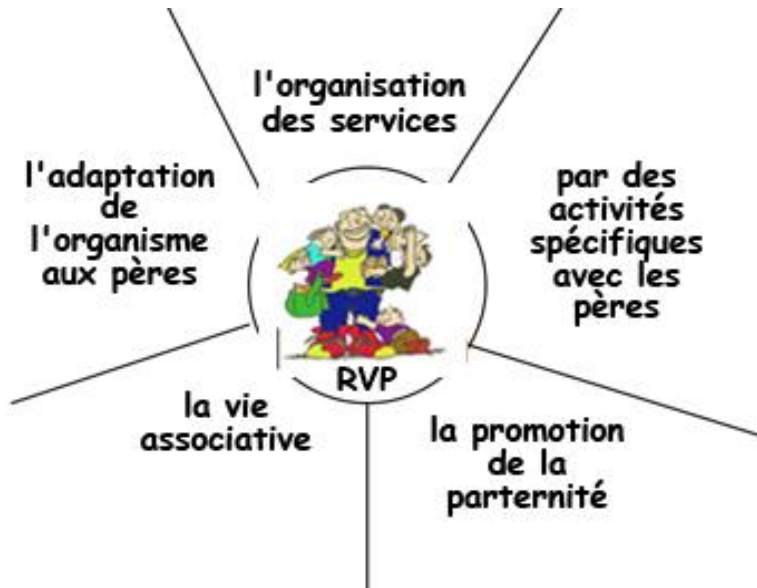 l'organisation
des services
l'adaptation
de
l'organisme
aux pères
par des
activités
spécifiques
avec les
pères
RVP
la vie
associative
la promotion
de la
parternité